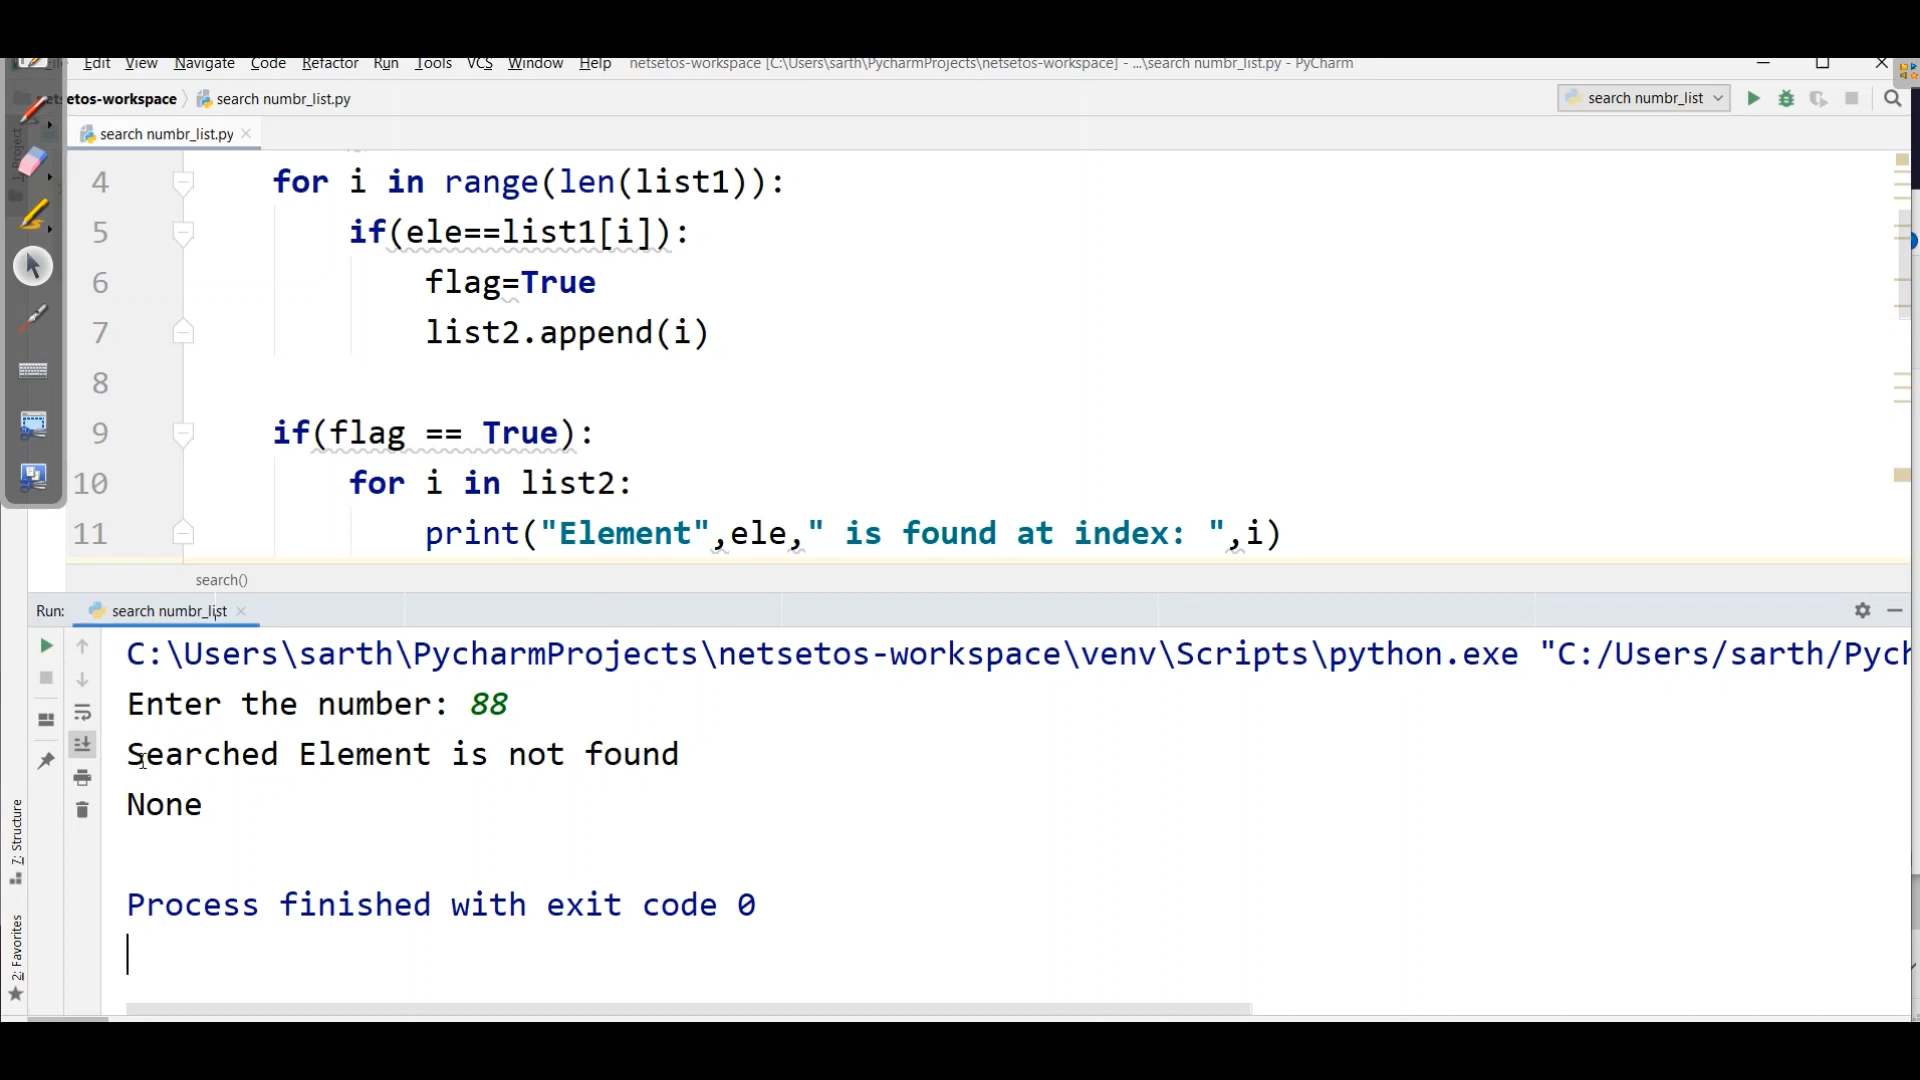 Edit View Navigate Code Refactor Run Tools VCS Window Help netsetos-workspace [C:\Users\sarth\PycharmProjects\netsetos-workspace] - ...\search numbr_list.py - PyCharm
etos-workspace search numbr_list.py
search numbr_list
search numbr_list.py
1: Project
4 for i in range(len(list1)):
5 if(ele==list1[i]):
6 flag=True
7 list2.append(i)
8
9 if(flag == True):
10 for i in list2:
11 print("Element",ele," is found at index: ",i)
search()
Run: search numbr_list
C:\Users\sarth\PycharmProjects\netsetos-workspace\venv\Scripts\python.exe "C:/Users/sarth/Pych
Enter the number: 88
Searched Element is not found
None
Process finished with exit code 0
7: Structure
2: Favorites